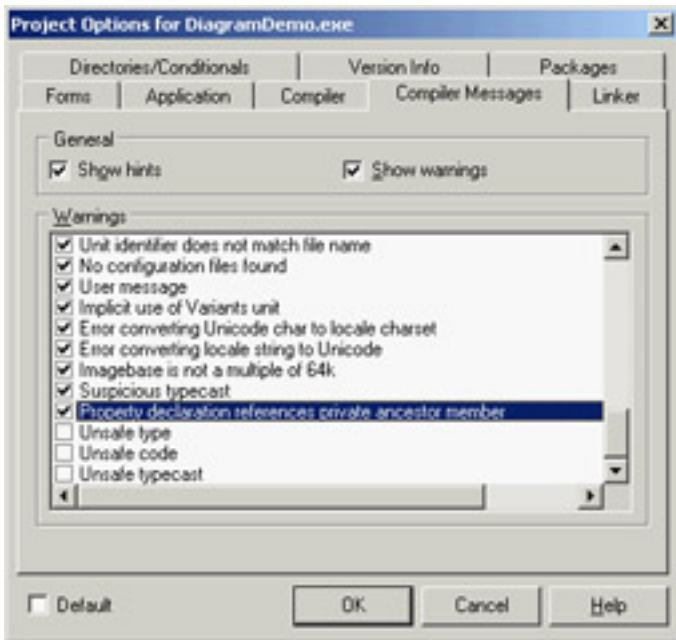 Project Options for DiagramDemo.exe
Directories/Conditionals
Version Info
Packages
Forms
Application
Compiler
Compiler Messages
Linker
General
Show hints
Show warnings
Warnings
Unit identifier does not match file name
No configuration files found
User message
Implicit use of Variants unit
Error converting Unicode char to locale charset
Error converting locale string to Unicode
Imagebase is not a multiple of 64k
Suspicious typecast
Property declaration references private ancestor member
Unsafe type
Unsafe code
Unsafe typecast
Default
OK
Cancel
Help